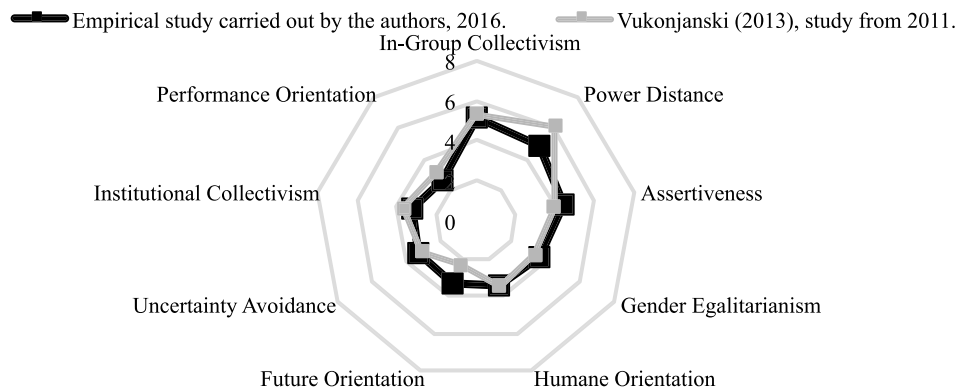 Empirical study carried out by the authors, 2016.
Vukonjanski (2013), study from 2011.
In-Group Collectivism
8
Performance Orientation
Power Distance
6
4
Institutional Collectivism
Assertiveness
0
Uncertainty Avoidance
Gender Egalitarianism
Future Orientation
Humane Orientation